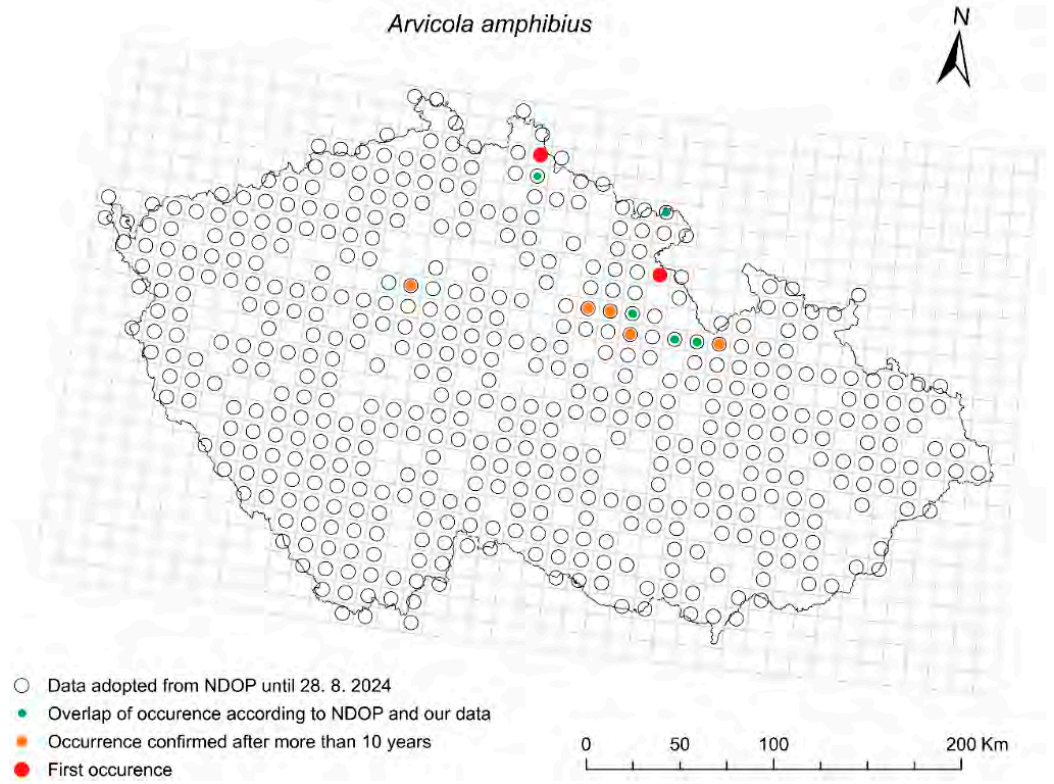 Arvicola amphibius
N
Data adopted from NDOP until 28. 8. 2024
Overlap of occurence according to NDOP and our data
Occurrence confirmed after more than 10 years
First occurence
0 50 100 200 Km